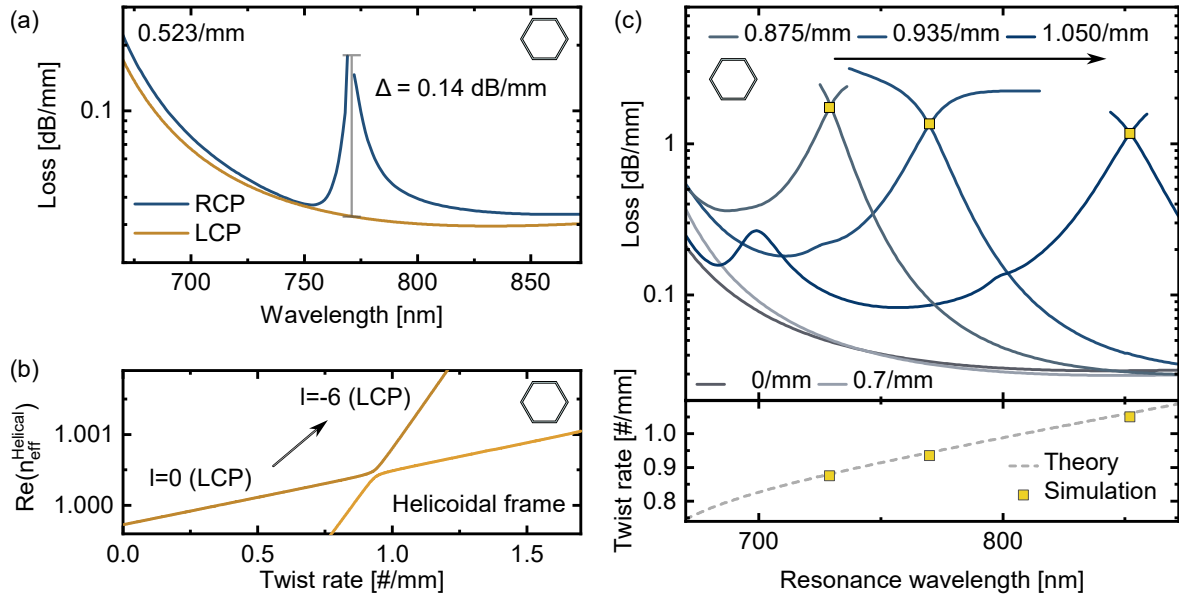 (a)
0.523/mm
Δ = 0.14 dB/mm
0.1
Loss [dB/mm]
RCP
LCP
700
750
800
850
Wavelength [nm]
(b)
l=-6 (LCP)
l=0 (LCP)
1.001
1.000
Re(n_eff^Helical)
Helicoidal frame
0.0
0.5
1.0
1.5
Twist rate [#/mm]
(c)
0.875/mm
0.935/mm
1.050/mm
1
0.1
Loss [dB/mm]
0/mm
0.7/mm
1.0
0.9
0.8
Twist rate [#/mm]
Theory
Simulation
700
800
Resonance wavelength [nm]